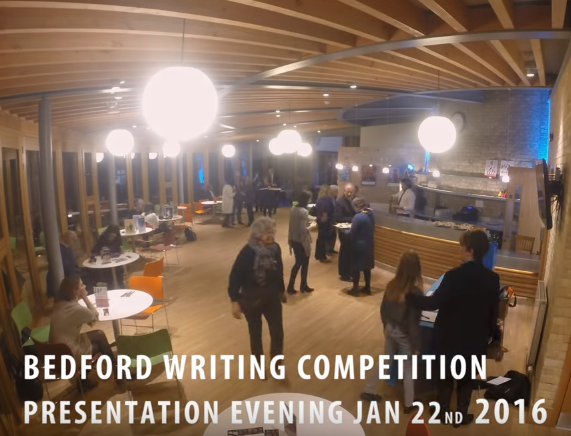 BEDFORD WRITING COMPETITION
PRESENTATION EVENING JAN 22ND 2016